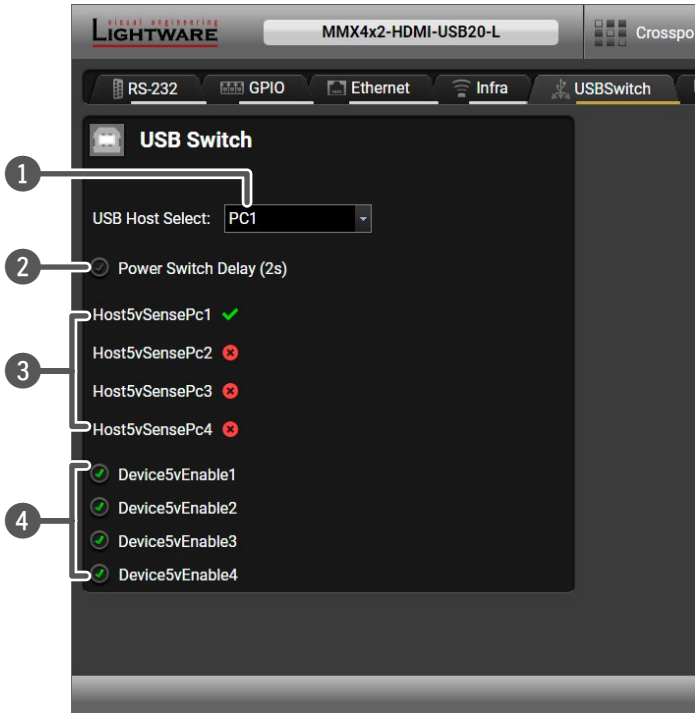 visual engineering
LIGHTWARE
MMX4x2-HDMI-USB20-L
Crosspo
RS-232
GPIO
Ethernet
Infra
USBSwitch
USB Switch
1
USB Host Select: PC1
2
Power Switch Delay (2s)
Host5vSensePc1
Host5vSensePc2
3
Host5vSensePc3
Host5vSensePc4
Device5vEnable1
Device5vEnable2
4
Device5vEnable3
Device5vEnable4